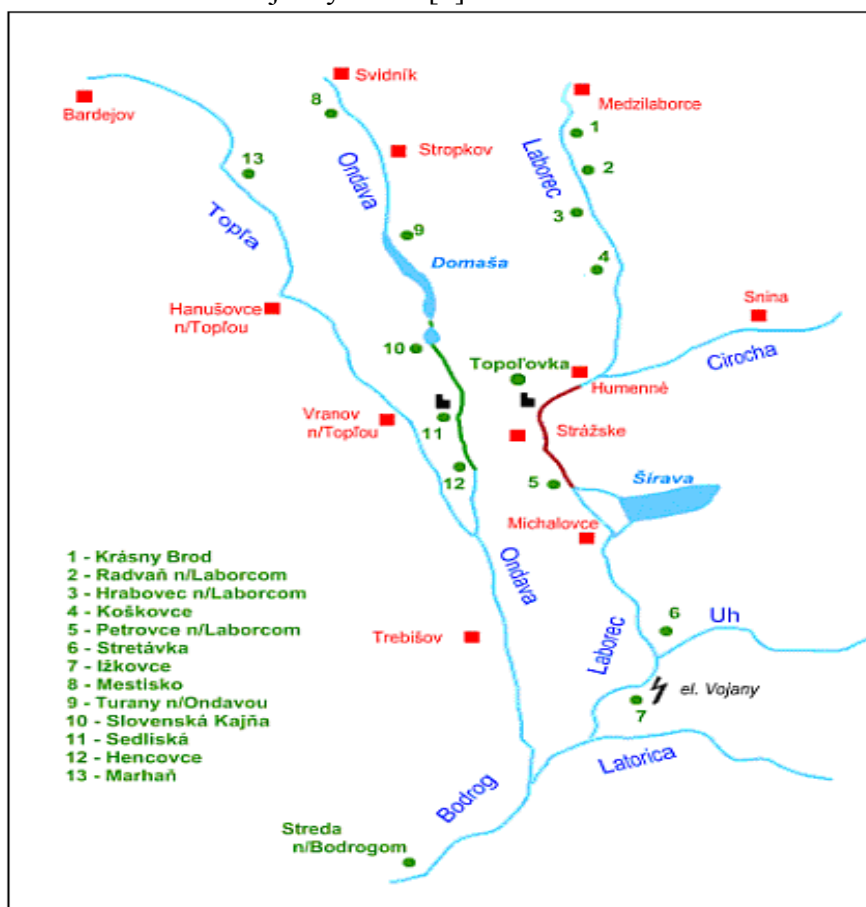 Svidník
8
Bardejov
Medzilaborce
1
Stropkov
13
Ondava
Laborec
2
3
Topľa
9
4
Domaša
Snina
Hanušovce
n/Topľou
10
Topoľovka
Cirocha
Humenné
Vranov
n/Topľou
11
Strážske
12
5
Šírava
Michalovce
Ondava
1 - Krásny Brod
2 - Radvaň n/Laborcom
3 - Hrabovec n/Laborcom
4 - Koškovce
5 - Petrovce n/Laborcom
6 - Stretávka
7 - Ižkovce
8 - Mestisko
9 - Turany n/Ondavou
10 - Slovenská Kajňa
11 - Sedliská
12 - Hencovce
13 - Marhaň
Trebišov
Laborec
6
Uh
el. Vojany
7
Latorica
Bodrog
Streda
n/Bodrogom